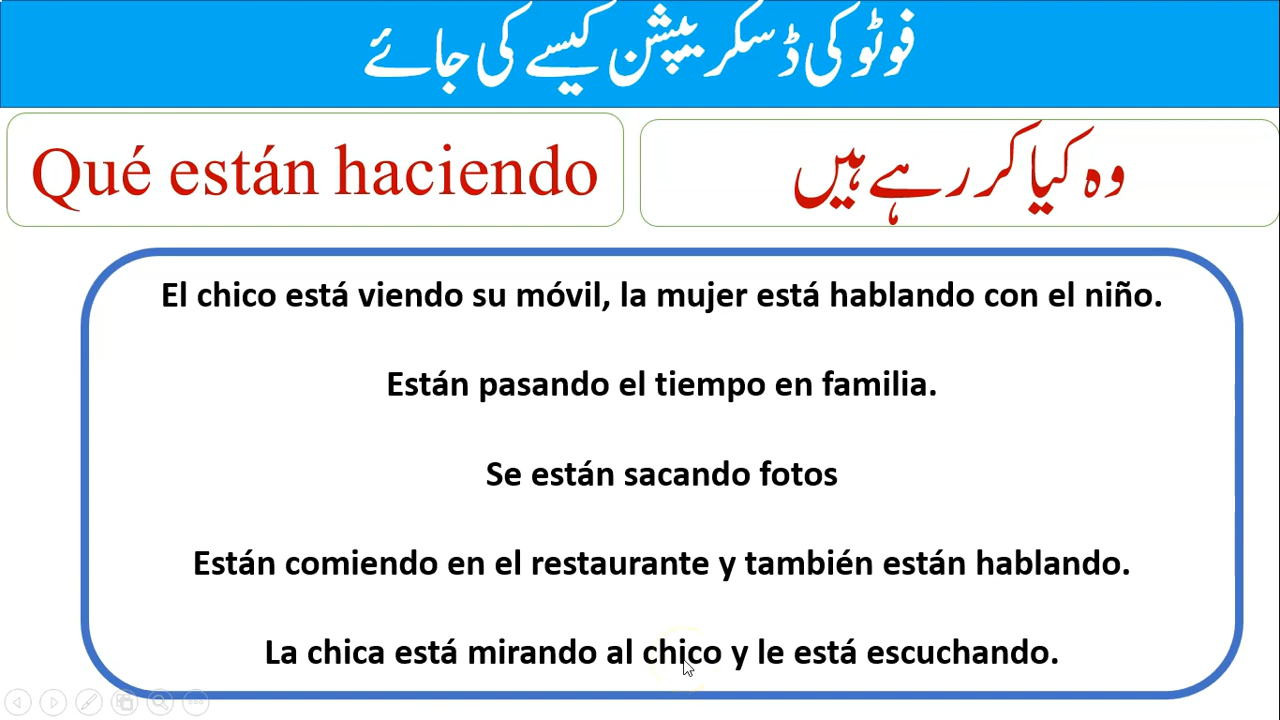 فوٹو کی ڈسکرپیشن کیسے کی جائے
Qué están haciendo
وہ کیا کر رہے ہیں
El chico está viendo su móvil, la mujer está hablando con el niño.
Están pasando el tiempo en familia.
Se están sacando fotos
Están comiendo en el restaurante y también están hablando.
La chica está mirando al chico y le está escuchando.